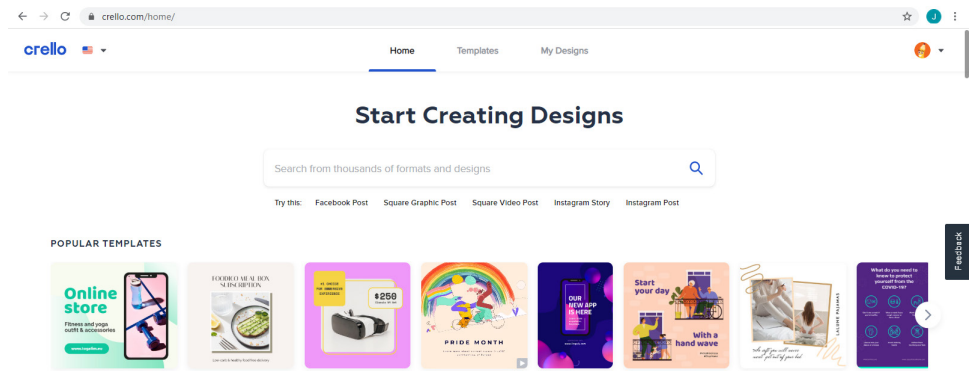 crello.com/home/
J
crello
Home Templates My Designs
Start Creating Designs
Search from thousands of formats and designs
Try this: Facebook Post Square Graphic Post Square Video Post Instagram Story Instagram Post
Feedback
POPULAR TEMPLATES
Online
store
Fitness and yoga
outfit & accessories
FOODICO MEAL BOX
SUBSCRIPTION
$250
PRIDE MONTH
OUR
NEW APP
IS HERE
Start
your day
With a
hand wave
LALUNE PAJAMAS
What do you need to
know to protect
yourself from the
COVID-19?